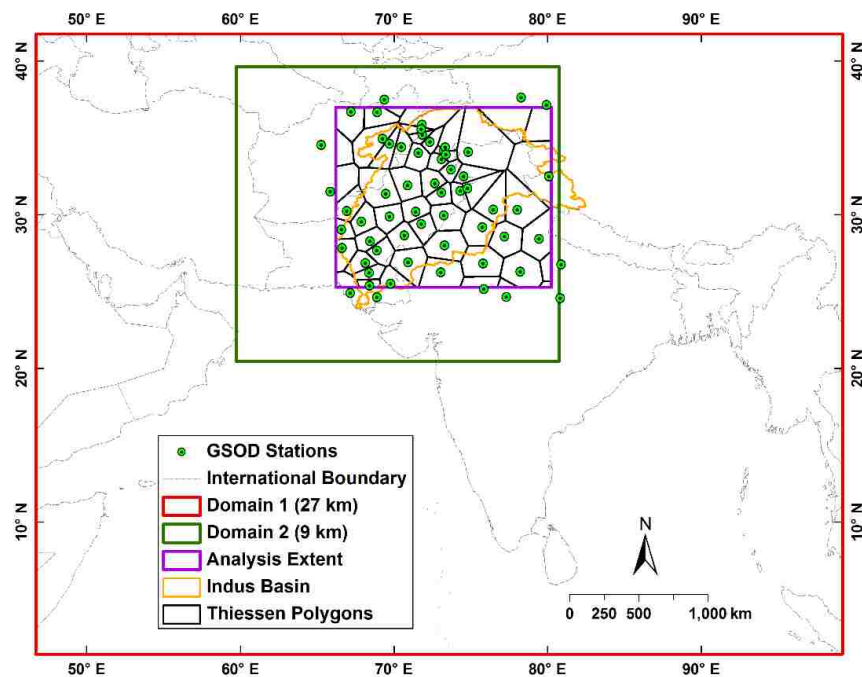 50° E 60° E 70° E 80° E 90° E
40° N 40° N
30° N 30° N
20° N 20° N
10° N 10° N
GSOD Stations
International Boundary
Domain 1 (27 km)
Domain 2 (9 km)
Analysis Extent
Indus Basin
Thiessen Polygons
N
0 250 500 1,000 km
50° E 60° E 70° E 80° E 90° E